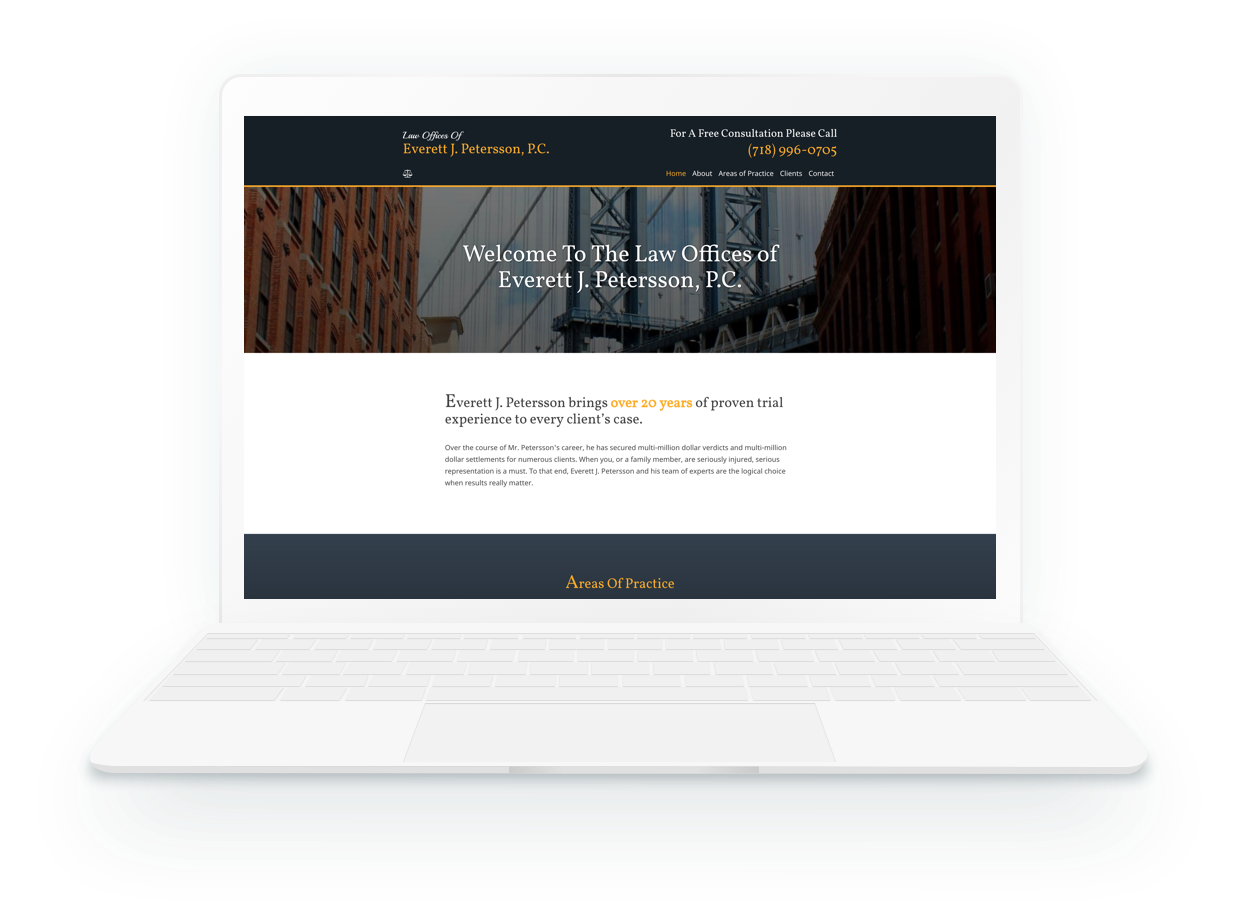 Law Offices Of
Everett J. Petersson, P.C.
For A Free Consultation Please Call
(718) 996-0705
Home About Areas of Practice Clients Contact
Welcome To The Law Offices of
Everett J. Petersson, P.C.
Everett J. Petersson brings over 20 years of proven trial
experience to every client's case.
Over the course of Mr. Petersson's career, he has secured multi-million dollar verdicts and multi-million
dollar settlements for numerous clients. When you, or a family member, are seriously injured, serious
representation is a must. To that end, Everett J. Petersson and his team of experts are the logical choice
when results really matter.
Areas Of Practice